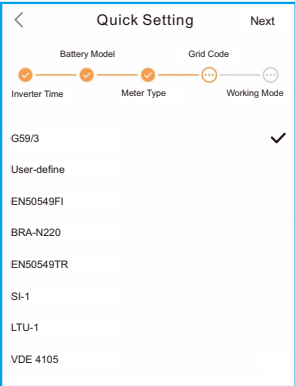 Quick Setting Next
Battery Model Grid Code
Inverter Time Meter Type Working Mode
G59/3
User-define
EN50549FI
BRA-N220
EN50549TR
SI-1
LTU-1
VDE 4105